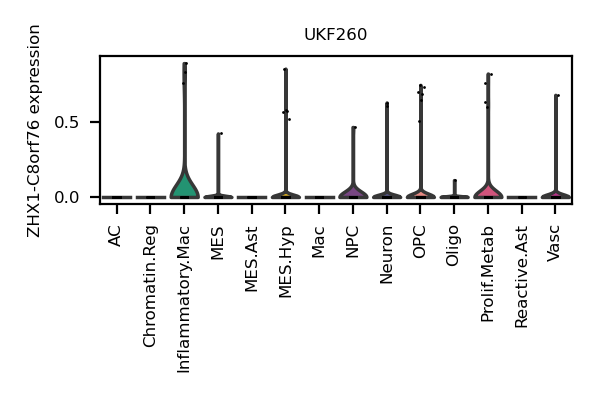 UKF260
ZHX1-C8orf76 expression
0.5
0.0
AC
Chromatin.Reg
Inflammatory.Mac
MES
MES.Ast
MES.Hyp
Mac
NPC
Neuron
OPC
Oligo
Prolif.Metab
Reactive.Ast
Vasc